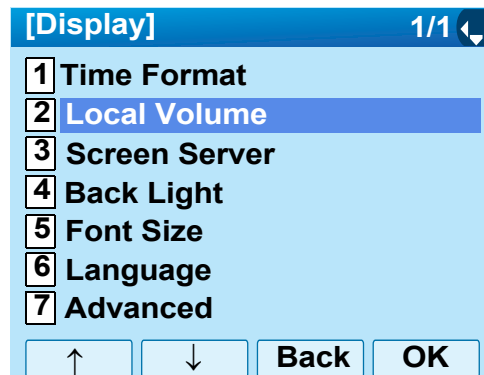 [Display] 1/1
1 Time Format
2 Local Volume
3 Screen Server
4 Back Light
5 Font Size
6 Language
7 Advanced
↑ ↓ Back OK